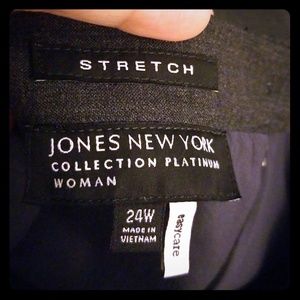 STRETCH
JONES NEW YORK
COLLECTION PLATINUM
WOMAN
24W
MADE IN
VIETNAM
easycare